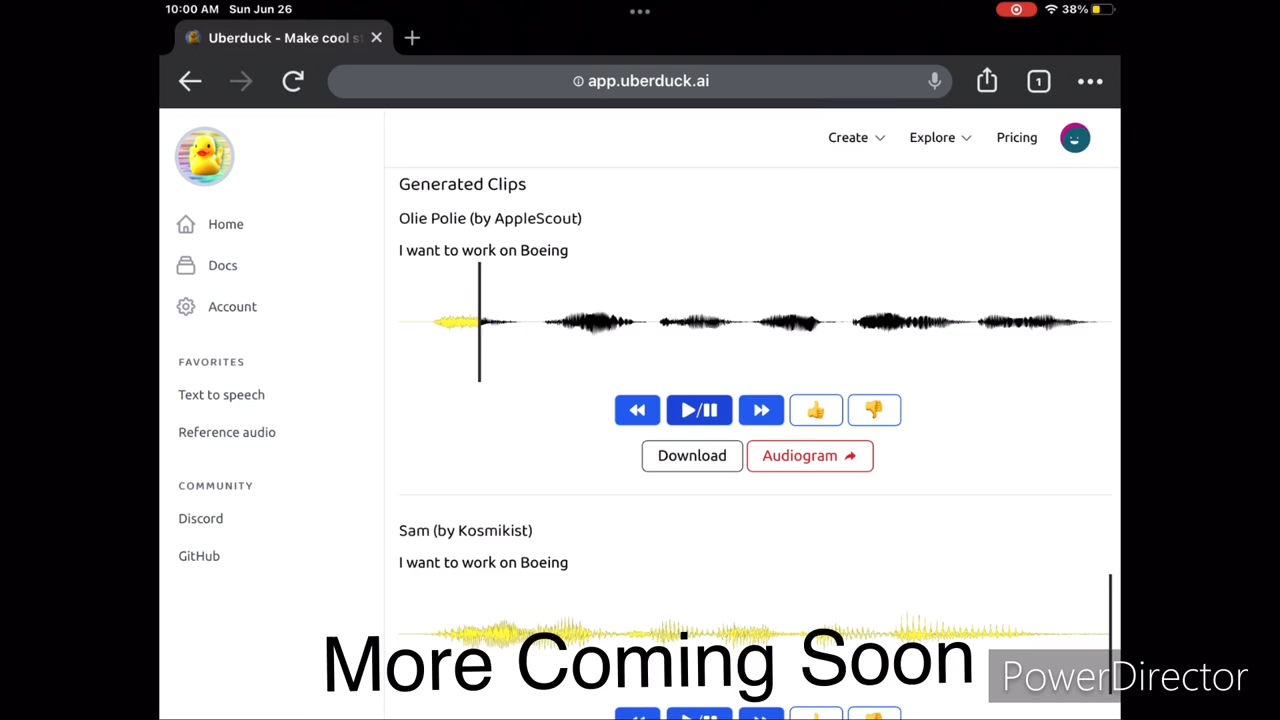 10:00 AM Sun Jun 26
38%
Uberduck - Make cool st
app.uberduck.ai
1
Create
Explore
Pricing
Home
Docs
Account
FAVORITES
Text to speech
Reference audio
COMMUNITY
Discord
GitHub
Generated Clips
Olie Polie (by AppleScout)
I want to work on Boeing
Download
Audiogram
Sam (by Kosmikist)
I want to work on Boeing
More Coming Soon
PowerDirector